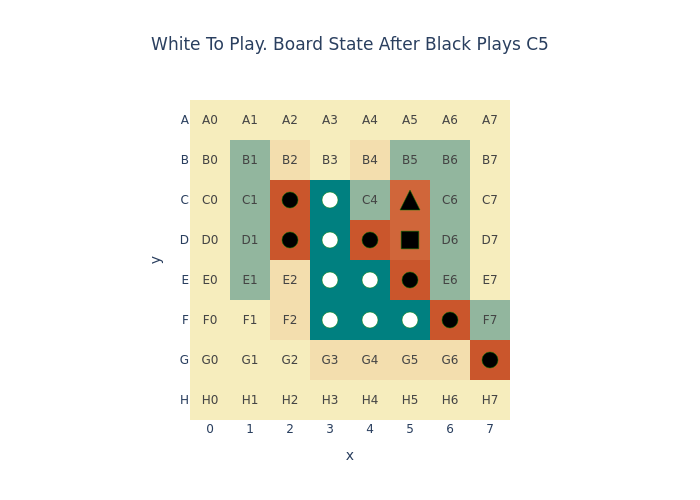 White To Play. Board State After Black Plays C5
A A0 A1 A2 A3 A4 A5 A6 A7
B B0 B1 B2 B3 B4 B5 B6 B7
C C0 C1 C4 C6 C7
D D0 D1 D6 D7
E E0 E1 E2 E6 E7
F F0 F1 F2 F7
G G0 G1 G2 G3 G4 G5 G6
H H0 H1 H2 H3 H4 H5 H6 H7
0 1 2 3 4 5 6 7
x
y